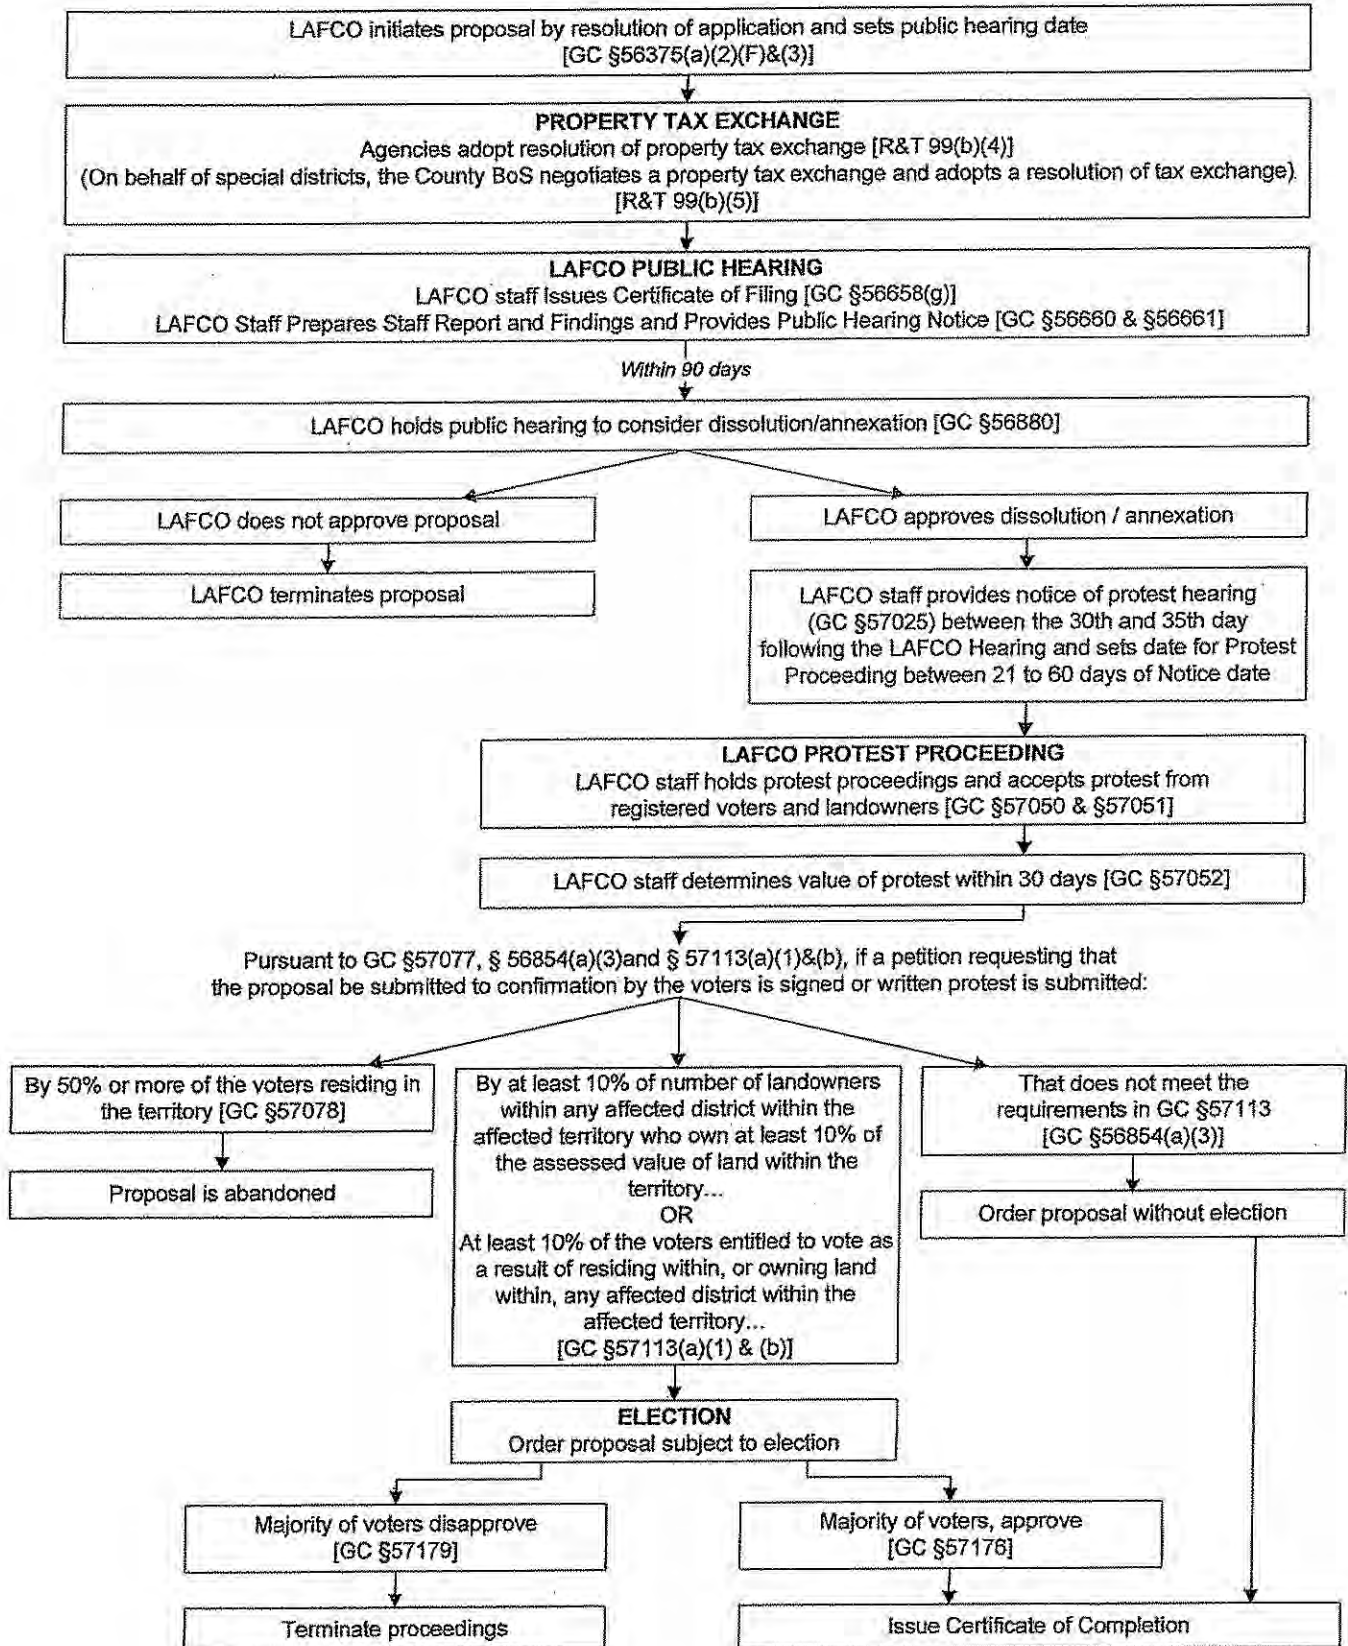 LAFCO initiates proposal by resolution of application and sets public hearing date
[GC §56375(a)(2)(F)&(3)]
PROPERTY TAX EXCHANGE
Agencies adopt resolution of property tax exchange [R&T 99(b)(4)]
(On behalf of special districts, the County BoS negotiates a property tax exchange and adopts a resolution of tax exchange)
[R&T 99(b)(5)]
LAFCO PUBLIC HEARING
LAFCO staff Issues Certificate of Filing [GC §56658(g)]
LAFCO Staff Prepares Staff Report and Findings and Provides Public Hearing Notice [GC §56660 & §56661]
Within 90 days
LAFCO holds public hearing to consider dissolution/annexation [GC §56880]
LAFCO does not approve proposal
LAFCO terminates proposal
LAFCO approves dissolution / annexation
LAFCO staff provides notice of protest hearing
(GC §57025) between the 30th and 35th day
following the LAFCO Hearing and sets date for Protest
Proceeding between 21 to 60 days of Notice date
LAFCO PROTEST PROCEEDING
LAFCO staff holds protest proceedings and accepts protest from
registered voters and landowners [GC §57050 & §57051]
LAFCO staff determines value of protest within 30 days [GC §57052]
Pursuant to GC §57077, § 56854(a)(3)and § 57113(a)(1)&(b), if a petition requesting that
the proposal be submitted to confirmation by the voters is signed or written protest is submitted:
By 50% or more of the voters residing in
the territory [GC §57078]
Proposal is abandoned
By at least 10% of number of landowners
within any affected district within the
affected territory who own at least 10% of
the assessed value of land within the
territory...
OR
At least 10% of the voters entitled to vote as
a result of residing within, or owning land
within, any affected district within the
affected territory...
[GC §57113(a)(1) & (b)]
That does not meet the
requirements in GC §57113
[GC §56854(a)(3)]
Order proposal without election
ELECTION
Order proposal subject to election
Majority of voters disapprove
[GC §57179]
Terminate proceedings
Majority of voters, approve
[GC §57176]
Issue Certificate of Completion